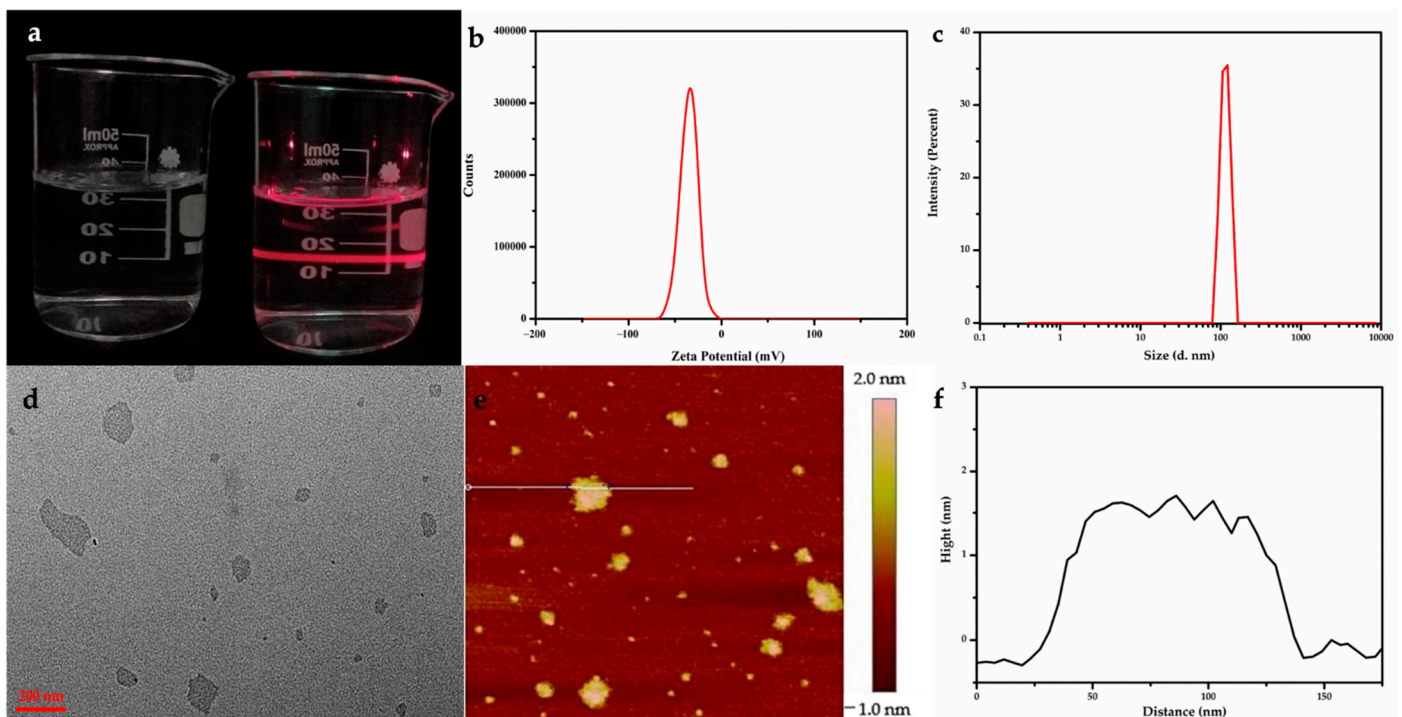 a
50ml
APPROX.
40
30
20
10
10
50ml
APPROX.
40
30
20
10
10
b
400000
300000
200000
100000
0
Counts
−200
−100
0
100
200
Zeta Potential (mV)
c
40
30
20
10
0
Intensity (Percent)
0.1
1
10
100
1000
10000
Size (d. nm)
d
200 nm
e
2.0 nm
−1.0 nm
f
3
2
1
0
Hight (nm)
0
50
100
150
Distance (nm)